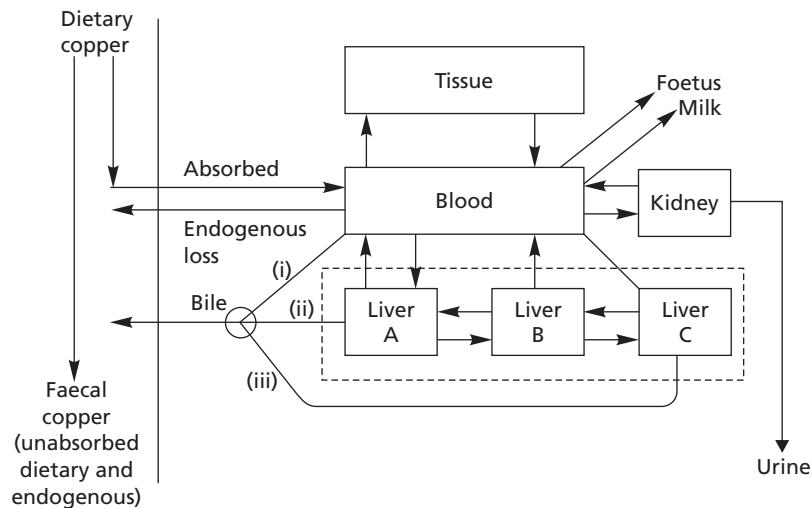 Dietary
copper
Tissue
Foetus
Milk
Absorbed
Blood
Kidney
Endogenous
loss
(i)
Bile
(ii)
Liver
A
Liver
B
Liver
C
(iii)
Faecal
copper
(unabsorbed
dietary and
endogenous)
Urine